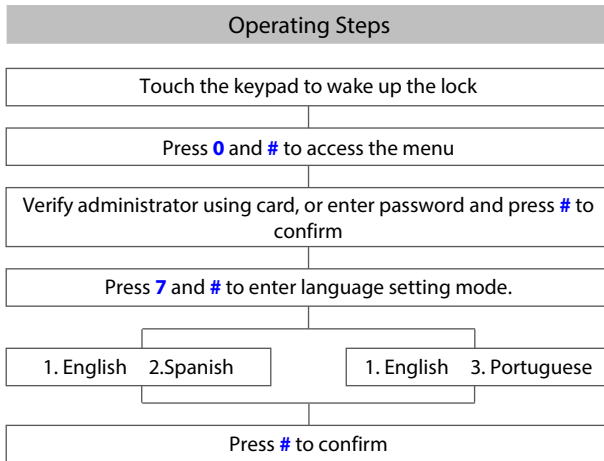 Operating Steps
Touch the keypad to wake up the lock
Press 0 and # to access the menu
Verify administrator using card, or enter password and press # to
confirm
Press 7 and # to enter language setting mode.
1. English 2.Spanish
1. English 3. Portuguese
Press # to confirm